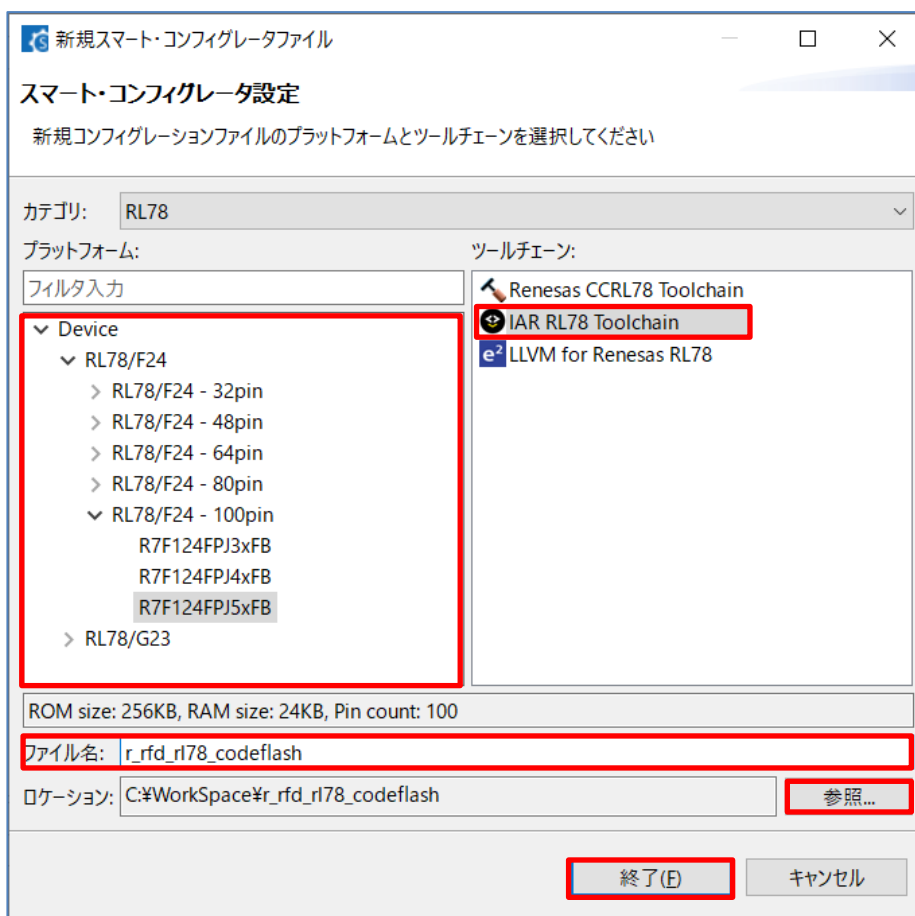 新規スマート・コンフィグレータファイル
スマート・コンフィグレータ設定
新規コンフィグレーションファイルのプラットフォームとツールチェーンを選択してください
カテゴリ: RL78
プラットフォーム:
フィルタ入力
Device
RL78/F24
RL78/F24 - 32pin
RL78/F24 - 48pin
RL78/F24 - 64pin
RL78/F24 - 80pin
RL78/F24 - 100pin
R7F124FPJ3xFB
R7F124FPJ4xFB
R7F124FPJ5xFB
RL78/G23
ツールチェーン:
Renesas CCRL78 Toolchain
IAR RL78 Toolchain
e² LLVM for Renesas RL78
ROM size: 256KB, RAM size: 24KB, Pin count: 100
ファイル名: r_rfd_rl78_codeflash
ロケーション: C:¥WorkSpace¥r_rfd_rl78_codeflash 参照...
終了(F) キャンセル